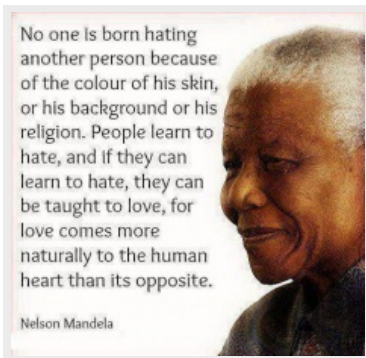 No one is born hating
another person because
of the colour of his skin,
or his background or his
religion. People learn to
hate, and if they can
learn to hate, they can
be taught to love, for
love comes more
naturally to the human
heart than its opposite.
Nelson Mandela